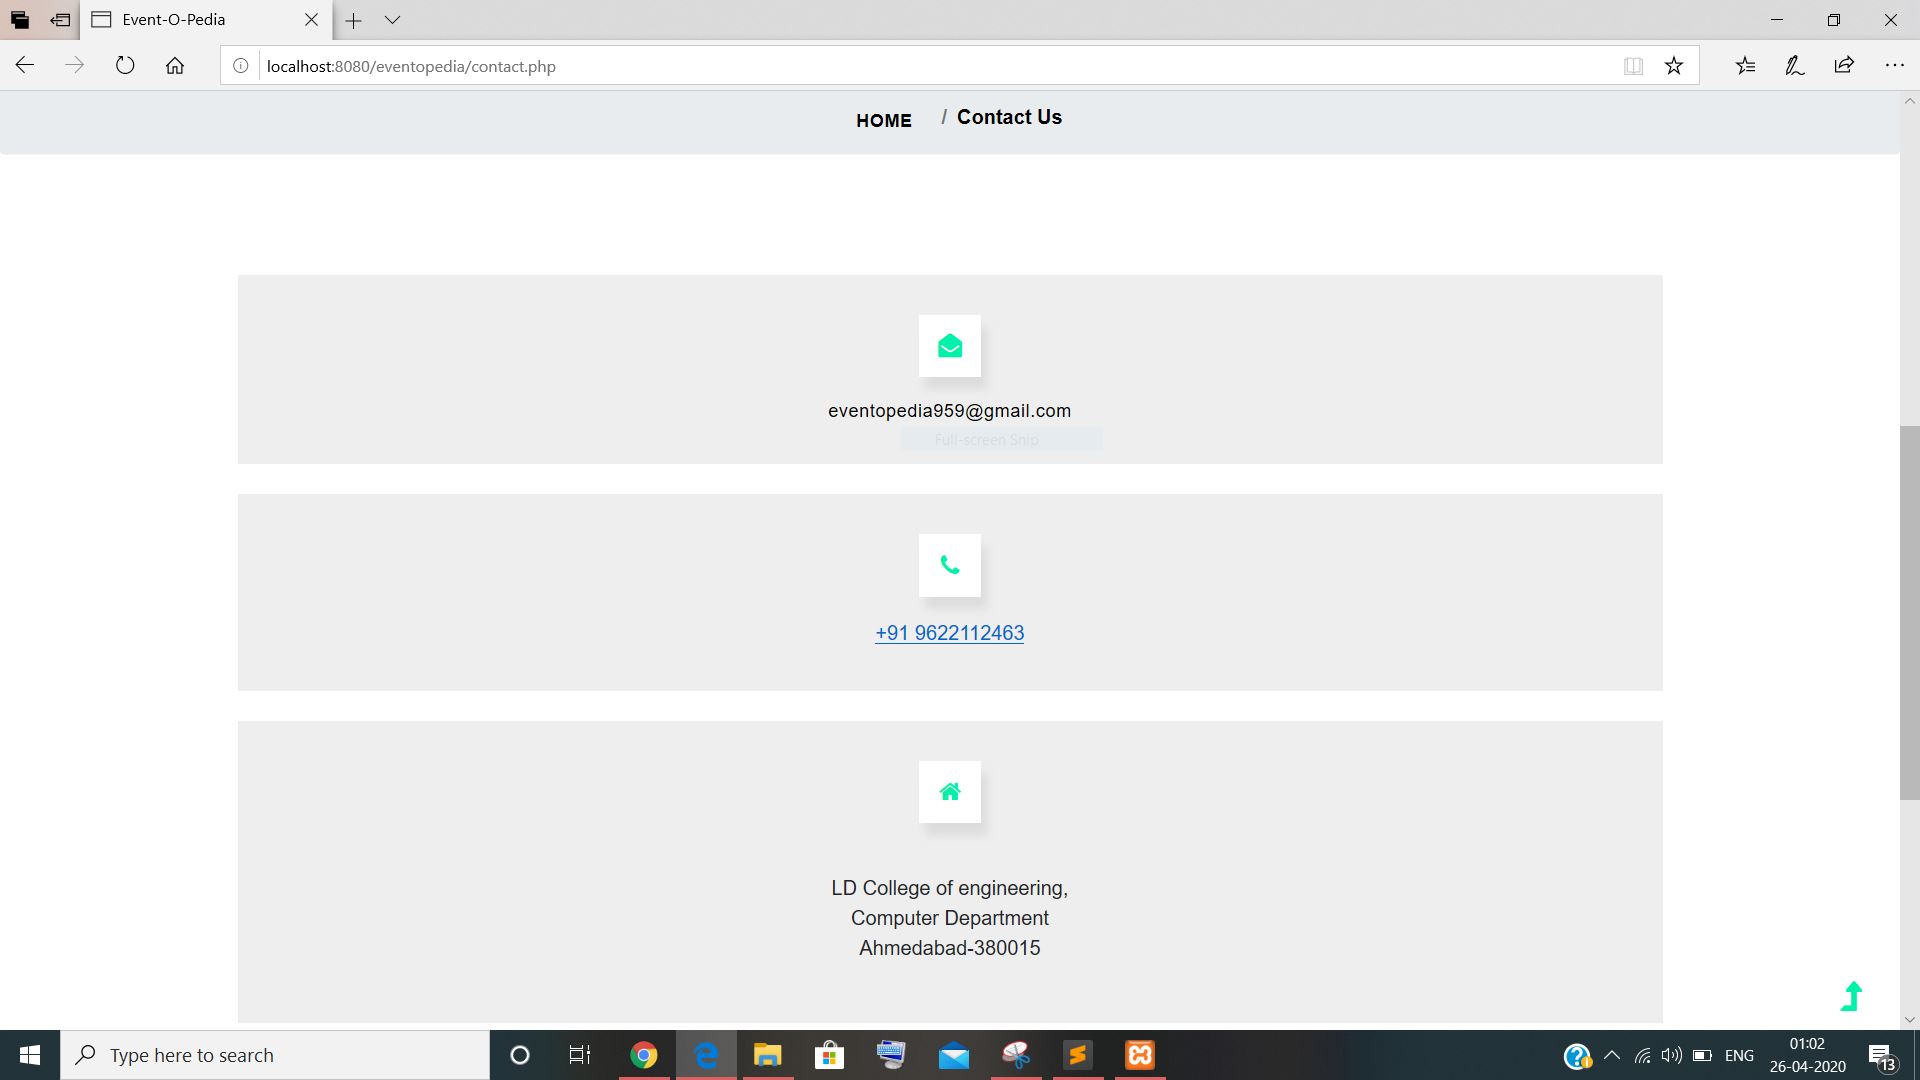 Event-O-Pedia
localhost:8080/eventopedia/contact.php
HOME / Contact Us
eventopedia959@gmail.com
Full-screen Snip
+91 9622112463
LD College of engineering,
Computer Department
Ahmedabad-380015
Type here to search
ENG
01:02
26-04-2020
13